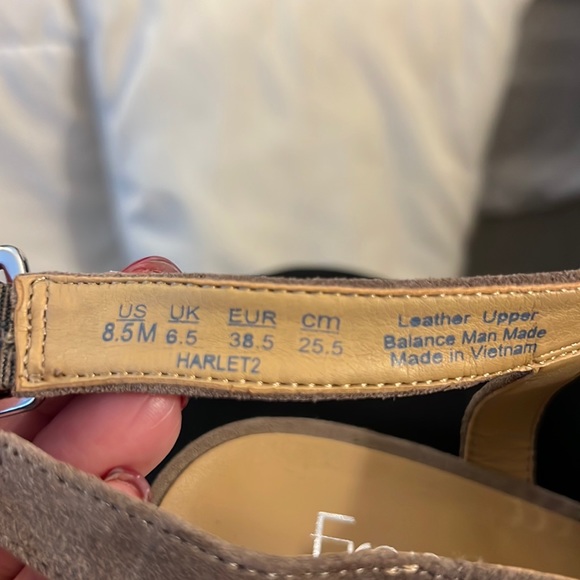 US UK EUR cm
8.5M 6.5 38.5 25.5
HARLET2
Leather Upper
Balance Man Made
Made in Vietnam